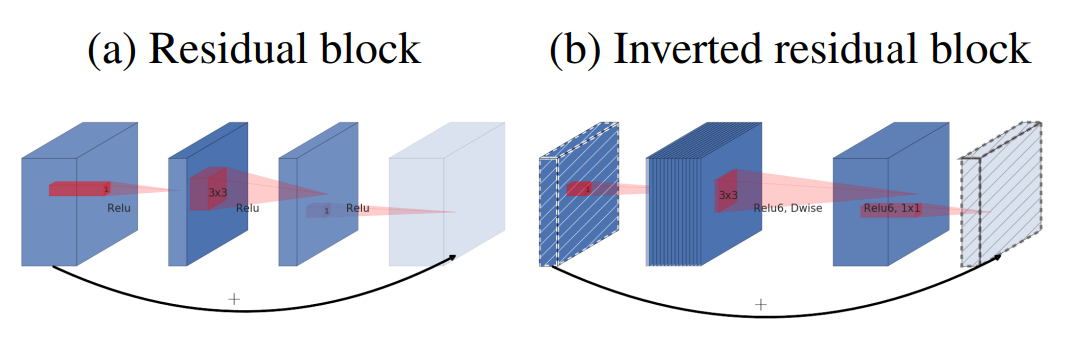 (a) Residual block
(b) Inverted residual block
1
Relu
3x3
Relu
1
Relu
+
1
3x3
Relu6, Dwise
Relu6, 1x1
+